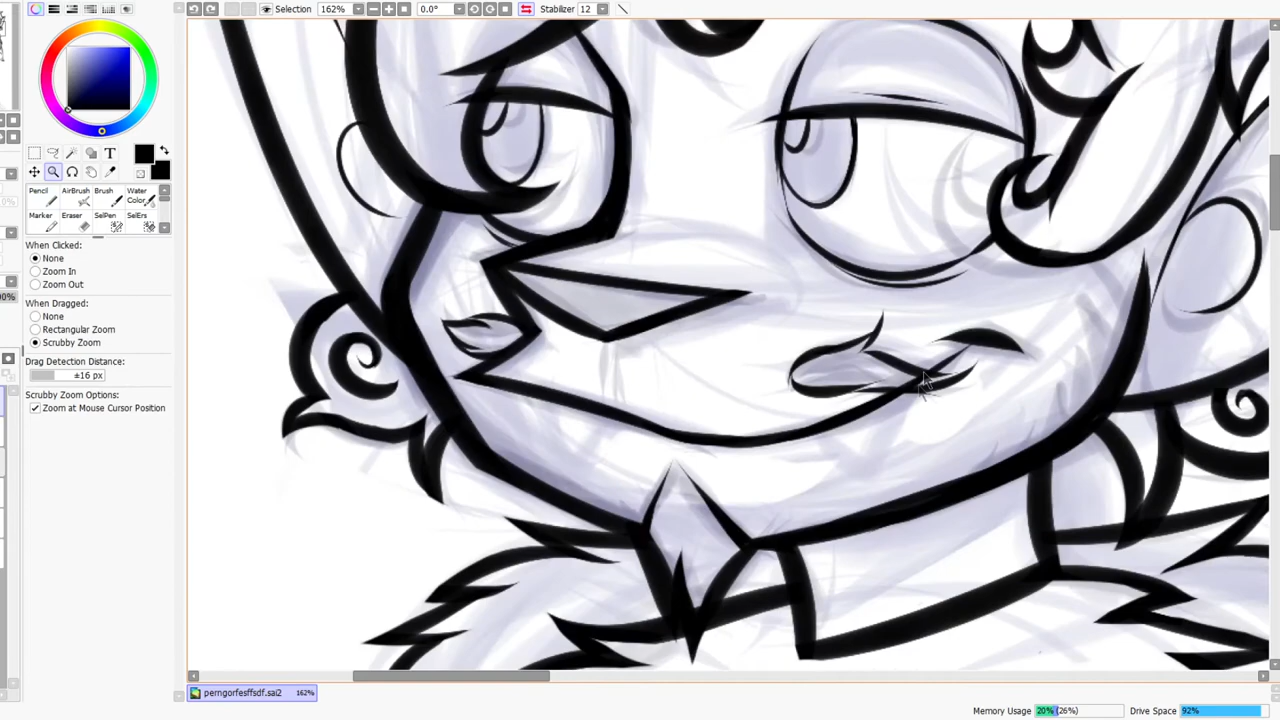 Selection 162% 0.0° Stabilizer 12
T
Pencil AirBrush Brush Water Color
Marker Eraser SelPen SelErs
When Clicked:
None
Zoom In
Zoom Out
When Dragged:
None
Rectangular Zoom
Scrubby Zoom
Drag Detection Distance:
±16 px
Scrubby Zoom Options:
Zoom at Mouse Cursor Position
perngorfesffsdf.sai2 162%
Memory Usage 20% (26%) Drive Space 92%